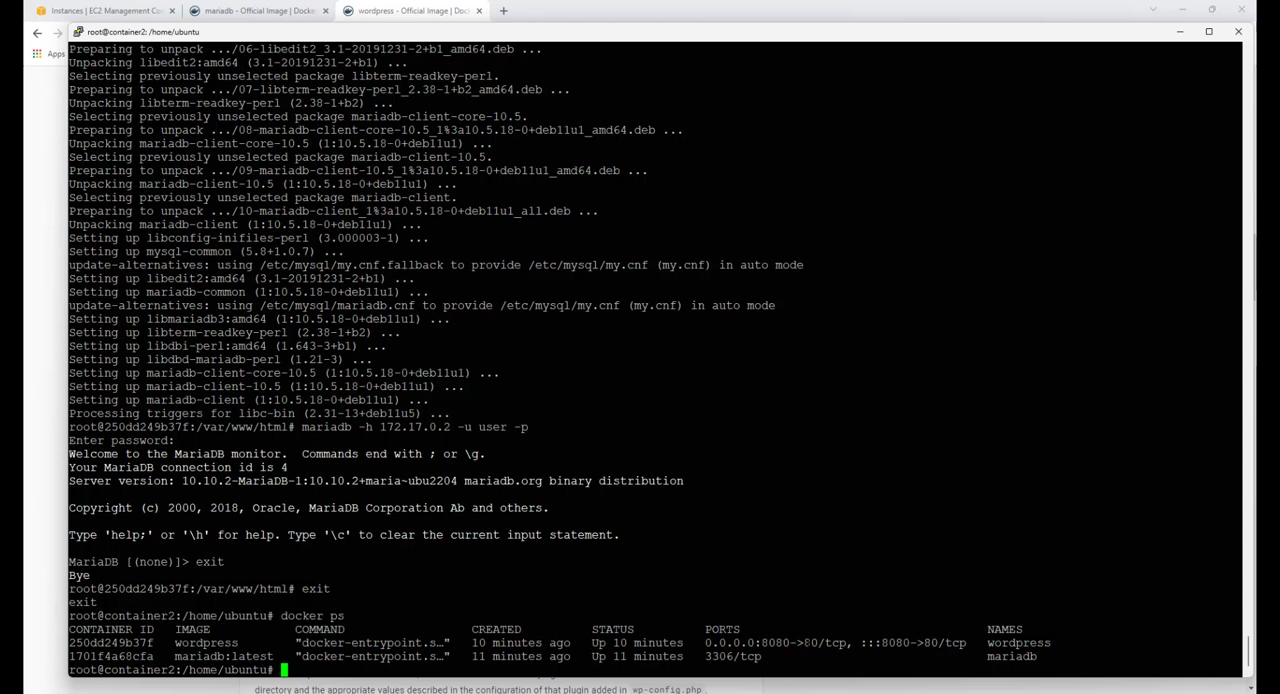 Instances | EC2 Management Co
mariadb - Official Image | Docke
wordpress - Official Image | Dock
root@container2: /home/ubuntu
Apps
Preparing to unpack .../06-libedit2_3.1-20191231-2+b1_amd64.deb ...
Unpacking libedit2:amd64 (3.1-20191231-2+b1) ...
Selecting previously unselected package libterm-readkey-perl.
Preparing to unpack .../07-libterm-readkey-perl_2.38-1+b2_amd64.deb ...
Unpacking libterm-readkey-perl (2.38-1+b2) ...
Selecting previously unselected package mariadb-client-core-10.5.
Preparing to unpack .../08-mariadb-client-core-10.5_1%3a10.5.18-0+deb11u1_amd64.deb ...
Unpacking mariadb-client-core-10.5 (1:10.5.18-0+deb11u1) ...
Selecting previously unselected package mariadb-client-10.5.
Preparing to unpack .../09-mariadb-client-10.5_1%3a10.5.18-0+deb11u1_amd64.deb ...
Unpacking mariadb-client-10.5 (1:10.5.18-0+deb11u1) ...
Selecting previously unselected package mariadb-client.
Preparing to unpack .../10-mariadb-client_1%3a10.5.18-0+deb11u1_all.deb ...
Unpacking mariadb-client (1:10.5.18-0+deb11u1) ...
Setting up libconfig-inifiles-perl (3.000003-1) ...
Setting up mysql-common (5.8+1.0.7) ...
update-alternatives: using /etc/mysql/my.cnf.fallback to provide /etc/mysql/my.cnf (my.cnf) in auto mode
Setting up libedit2:amd64 (3.1-20191231-2+b1) ...
Setting up mariadb-common (1:10.5.18-0+deb11u1) ...
update-alternatives: using /etc/mysql/mariadb.cnf to provide /etc/mysql/my.cnf (my.cnf) in auto mode
Setting up libmariadb3:amd64 (1:10.5.18-0+deb11u1) ...
Setting up libterm-readkey-perl (2.38-1+b2) ...
Setting up libdbi-perl:amd64 (1.643-3+b1) ...
Setting up libdbd-mariadb-perl (1.21-3) ...
Setting up mariadb-client-core-10.5 (1:10.5.18-0+deb11u1) ...
Setting up mariadb-client-10.5 (1:10.5.18-0+deb11u1) ...
Setting up mariadb-client (1:10.5.18-0+deb11u1) ...
Processing triggers for libc-bin (2.31-13+deb11u5) ...
root@250dd249b37f:/var/www/html# mariadb -h 172.17.0.2 -u user -p
Enter password:
Welcome to the MariaDB monitor.  Commands end with ; or \g.
Your MariaDB connection id is 4
Server version: 10.10.2-MariaDB-1:10.10.2+maria~ubu2204 mariadb.org binary distribution
Copyright (c) 2000, 2018, Oracle, MariaDB Corporation Ab and others.
Type 'help;' or '\h' for help. Type '\c' to clear the current input statement.
MariaDB [(none)]> exit
Bye
root@250dd249b37f:/var/www/html# exit
exit
root@container2:/home/ubuntu# docker ps
CONTAINER ID   IMAGE            COMMAND                  CREATED          STATUS          PORTS                                   NAMES
250dd249b37f   wordpress        "docker-entrypoint.s…"   10 minutes ago   Up 10 minutes   0.0.0.0:8080->80/tcp, :::8080->80/tcp   wordpress
1701f4a68cfa   mariadb:latest   "docker-entrypoint.s…"   11 minutes ago   Up 11 minutes   3306/tcp                                mariadb
root@container2:/home/ubuntu#
directory and the appropriate values described in the configuration of that plugin added in wp-config.php .